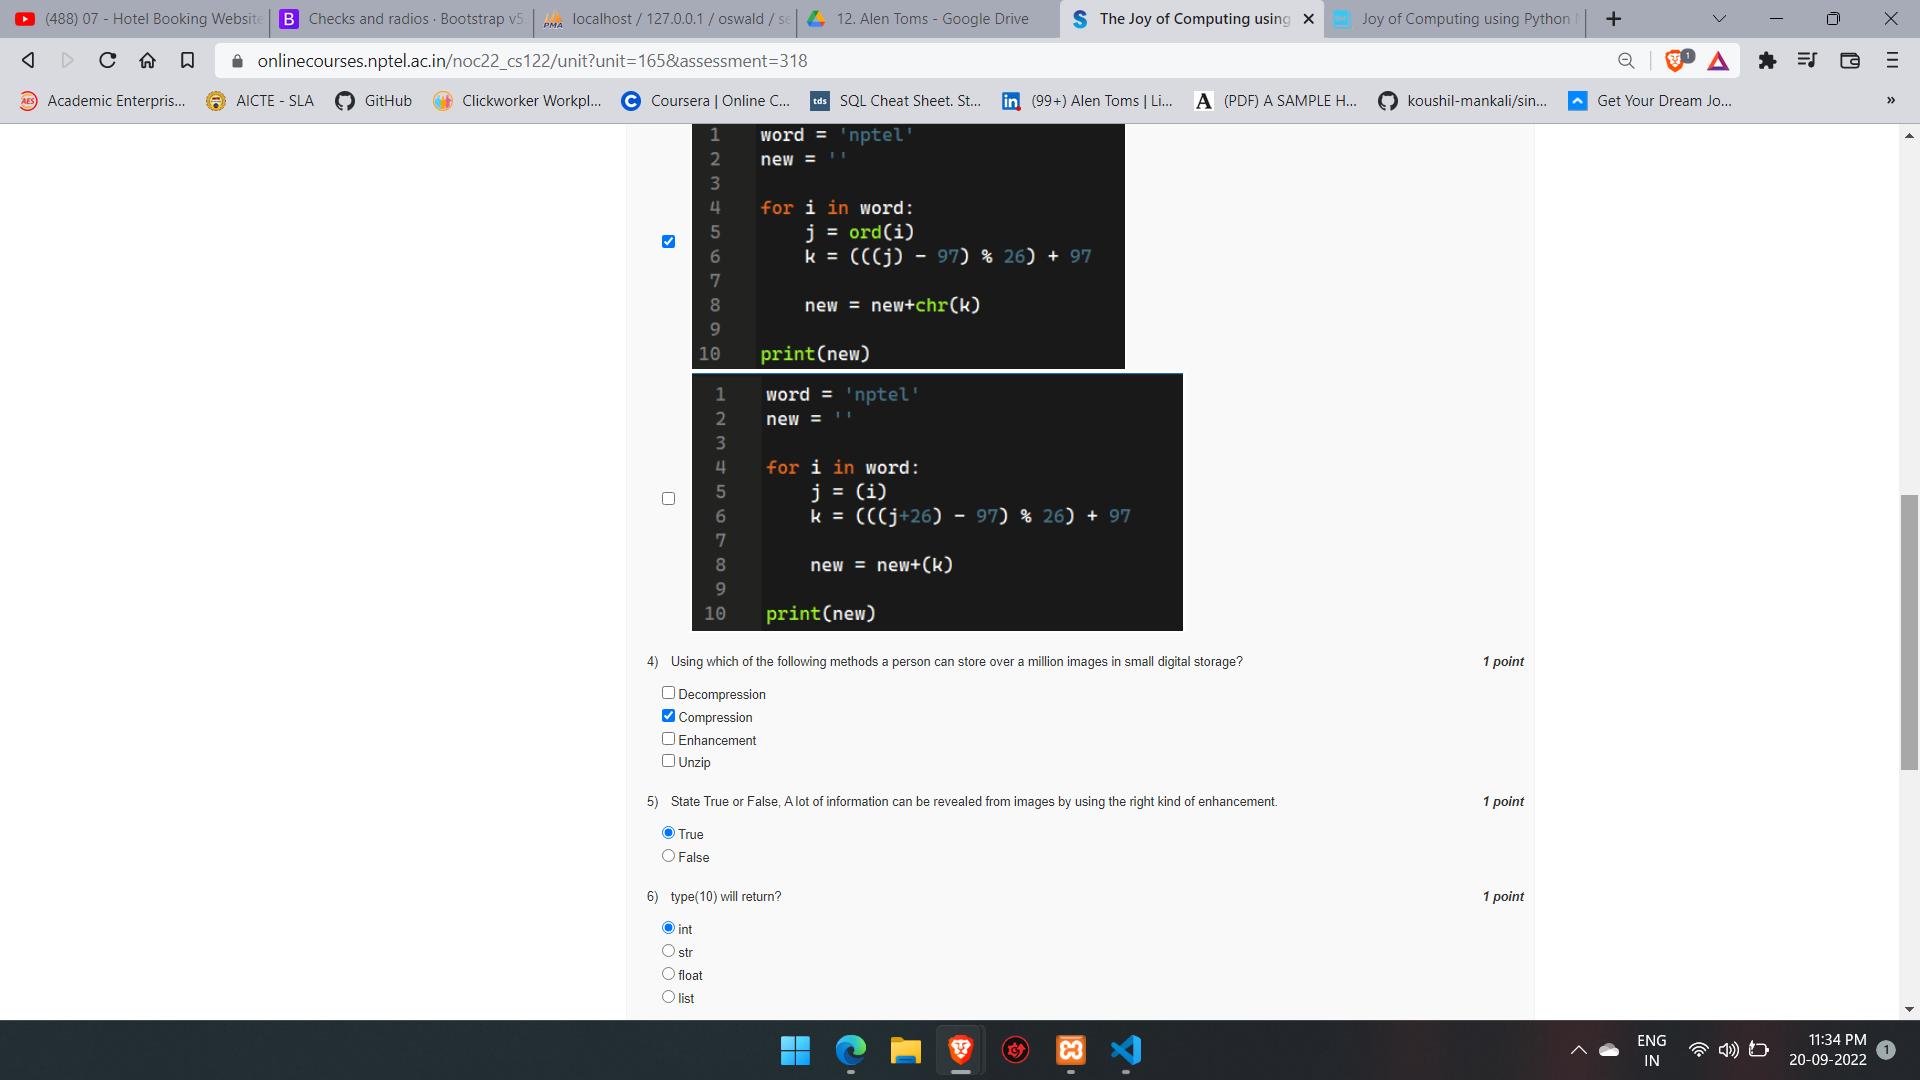 (488) 07 - Hotel Booking Website
Checks and radios · Bootstrap v5.
localhost / 127.0.0.1 / oswald / se
12. Alen Toms - Google Drive
The Joy of Computing using
Joy of Computing using Python
onlinecourses.nptel.ac.in/noc22_cs122/unit?unit=165&assessment=318
1
AES Academic Enterpris...
AICTE - SLA
GitHub
Clickworker Workpl...
Coursera | Online C...
tds SQL Cheat Sheet. St...
in (99+) Alen Toms | Li...
A (PDF) A SAMPLE H...
koushil-mankali/sin...
Get Your Dream Jo...
»
1 word = 'nptel'
2 new = ''
3
4 for i in word:
5 j = ord(i)
6 k = (((j) - 97) % 26) + 97
7
8 new = new+chr(k)
9
10 print(new)
1 word = 'nptel'
2 new = ''
3
4 for i in word:
5 j = (i)
6 k = (((j+26) - 97) % 26) + 97
7
8 new = new+(k)
9
10 print(new)
4) Using which of the following methods a person can store over a million images in small digital storage? 1 point
Decompression
Compression
Enhancement
Unzip
5) State True or False, A lot of information can be revealed from images by using the right kind of enhancement. 1 point
True
False
6) type(10) will return? 1 point
int
str
float
list
ENG
IN
11:34 PM
20-09-2022
1